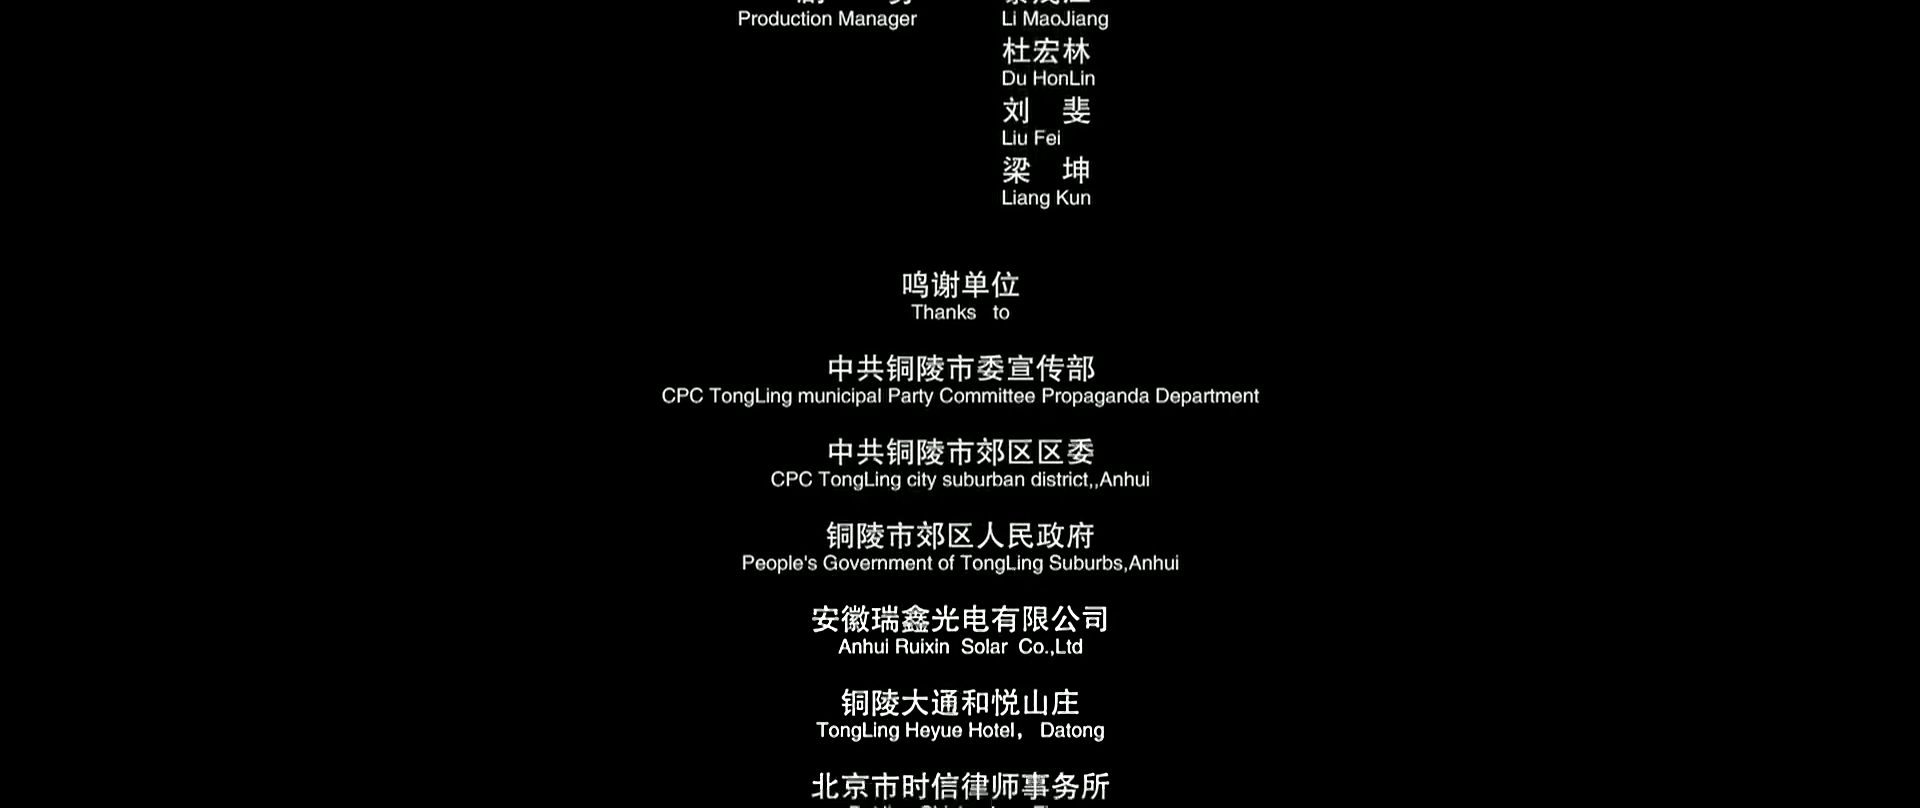 Production Manager Li MaoJiang
杜宏林
Du HonLin
刘 斐
Liu Fei
梁 坤
Liang Kun
鸣谢单位
Thanks to
中共铜陵市委宣传部
CPC TongLing municipal Party Committee Propaganda Department
中共铜陵市郊区区委
CPC TongLing city suburban district,,Anhui
铜陵市郊区人民政府
People's Government of TongLing Suburbs,Anhui
安徽瑞鑫光电有限公司
Anhui Ruixin Solar Co.,Ltd
铜陵大通和悦山庄
TongLing Heyue Hotel， Datong
北京市时信律师事务所